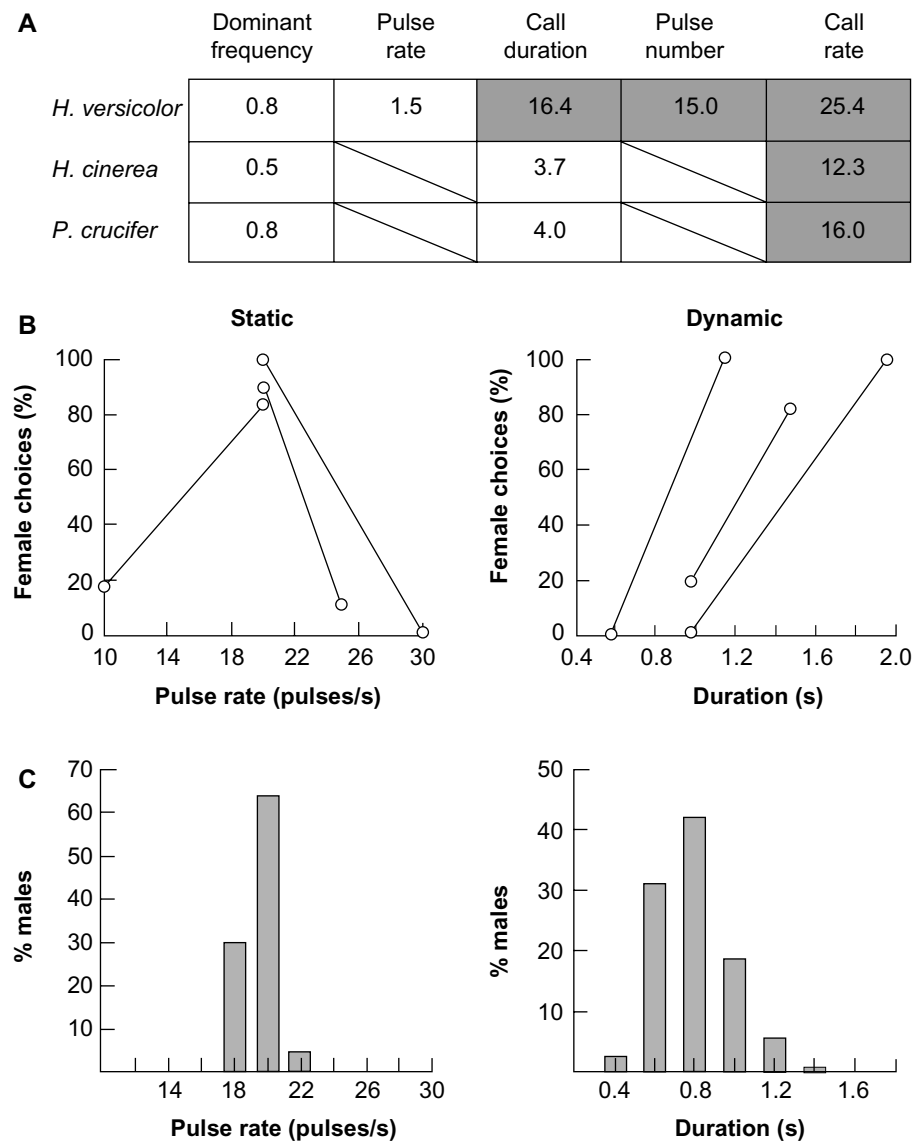 A
Dominant frequency Pulse rate Call duration Pulse number Call rate
H. versicolor 0.8 1.5 16.4 15.0 25.4
H. cinerea 0.5 3.7 12.3
P. crucifer 0.8 4.0 16.0
B
Static
Female choices (%)
100
80
60
40
20
0
10 14 18 22 26 30
Pulse rate (pulses/s)
Dynamic
Female choices (%)
100
80
60
40
20
0
0.4 0.8 1.2 1.6 2.0
Duration (s)
C
% males
70
60
50
40
30
20
10
14 18 22 26 30
Pulse rate (pulses/s)
% males
50
40
30
20
10
0.4 0.8 1.2 1.6
Duration (s)